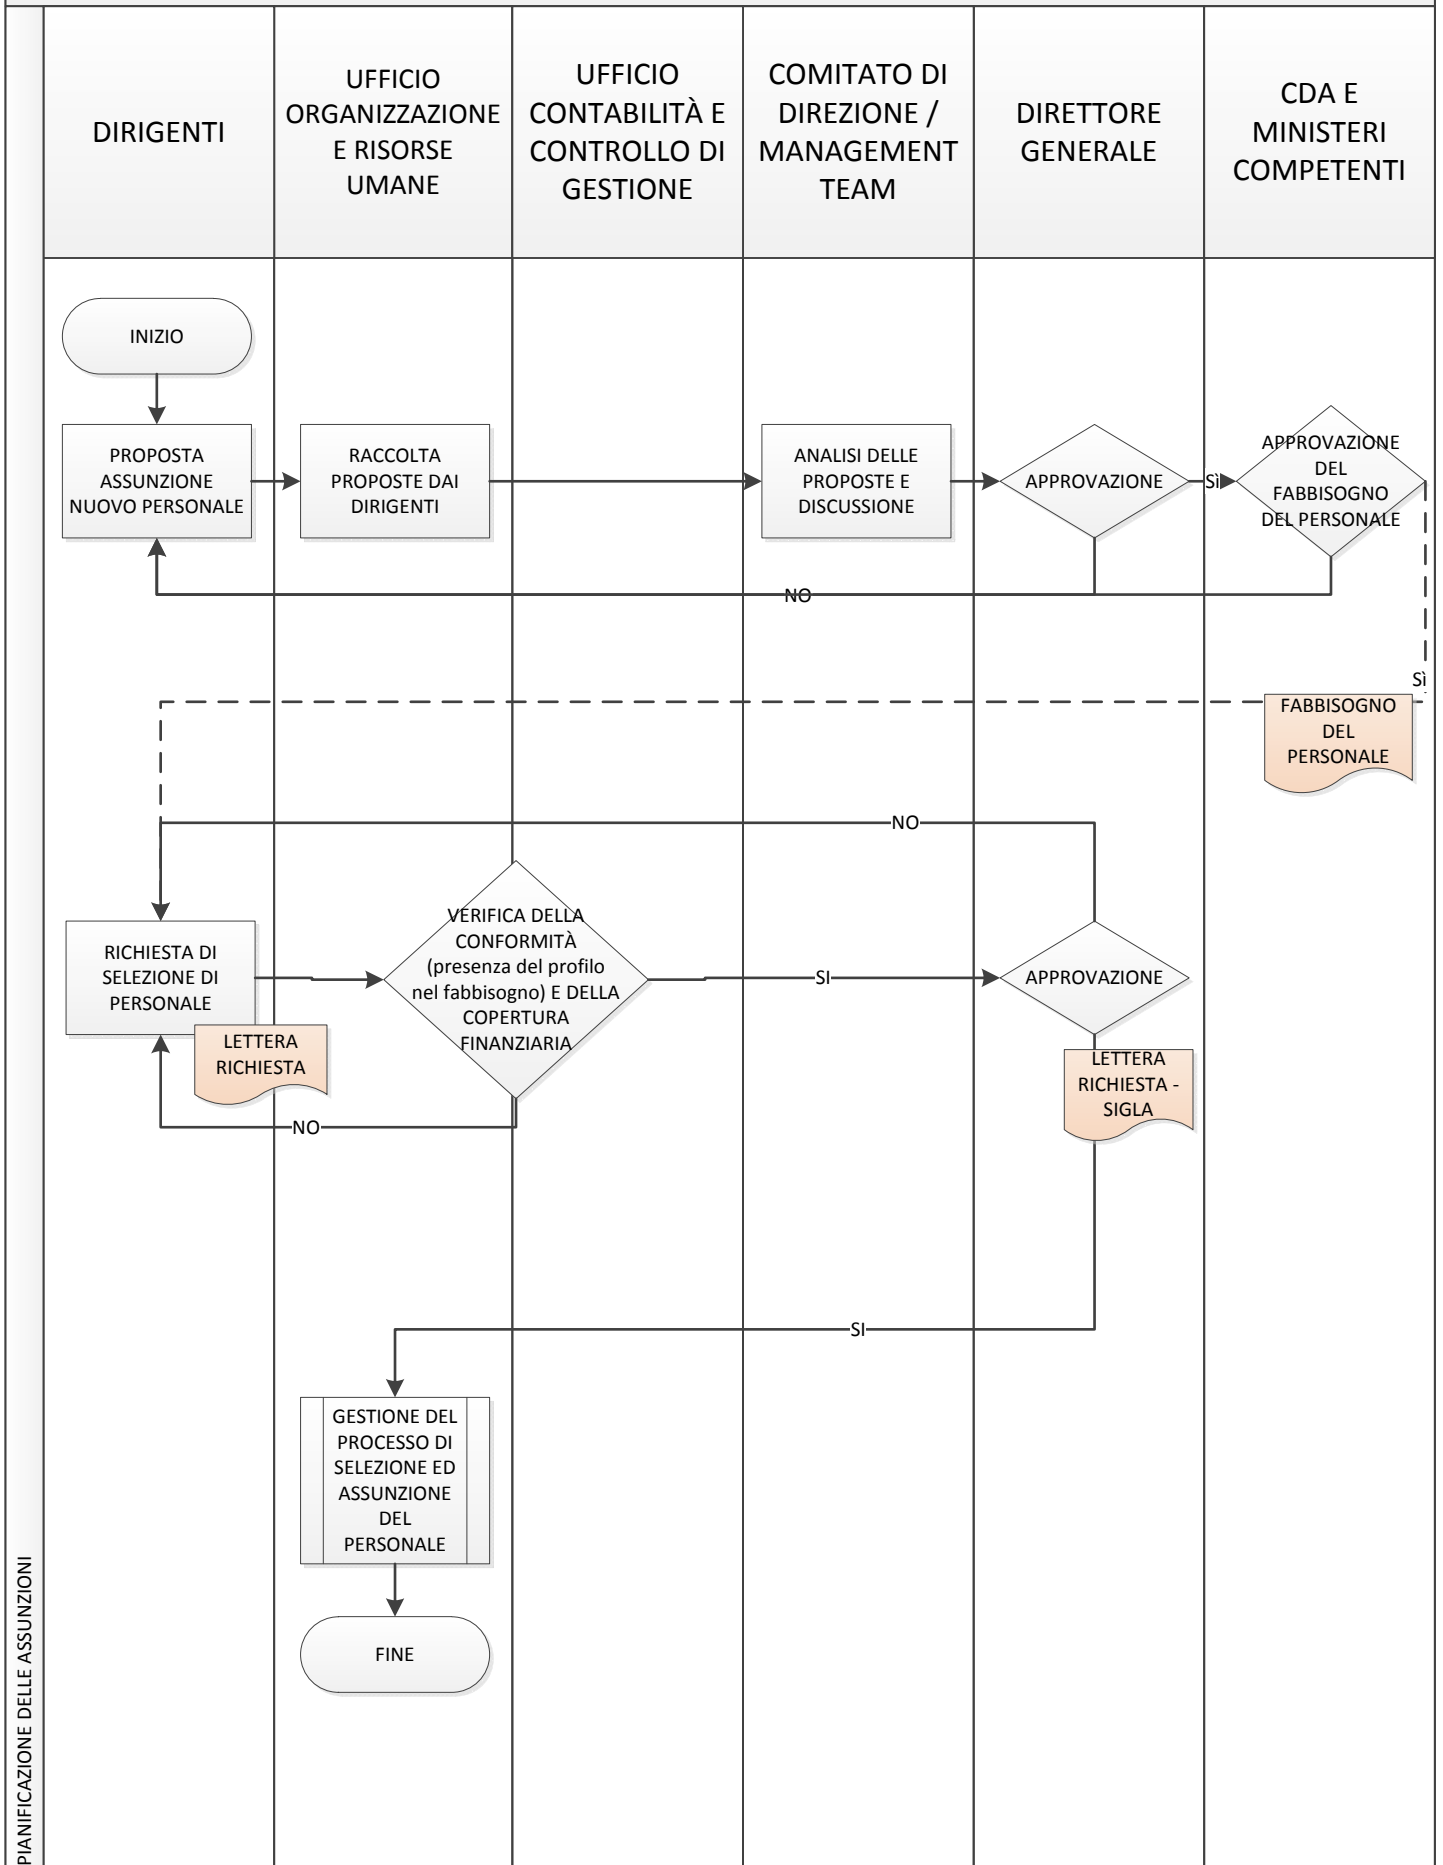 DIRIGENTI
UFFICIO
ORGANIZZAZIONE
E RISORSE
UMANE
UFFICIO
CONTABILITÀ E
CONTROLLO DI
GESTIONE
COMITATO DI
DIREZIONE /
MANAGEMENT
TEAM
DIRETTORE
GENERALE
CDA E
MINISTERI
COMPETENTI
INIZIO
PROPOSTA
ASSUNZIONE
NUOVO PERSONALE
RACCOLTA
PROPOSTE DAI
DIRIGENTI
ANALISI DELLE
PROPOSTE E
DISCUSSIONE
APPROVAZIONE
Sì
APPROVAZIONE
DEL
FABBISOGNO
DEL PERSONALE
NO
Sì
FABBISOGNO
DEL
PERSONALE
NO
RICHIESTA DI
SELEZIONE DI
PERSONALE
LETTERA
RICHIESTA
VERIFICA DELLA
CONFORMITÀ
(presenza del profilo
nel fabbisogno) E DELLA
COPERTURA
FINANZIARIA
SI
APPROVAZIONE
LETTERA
RICHIESTA -
SIGLA
NO
SI
GESTIONE DEL
PROCESSO DI
SELEZIONE ED
ASSUNZIONE
DEL
PERSONALE
FINE
PIANIFICAZIONE DELLE ASSUNZIONI